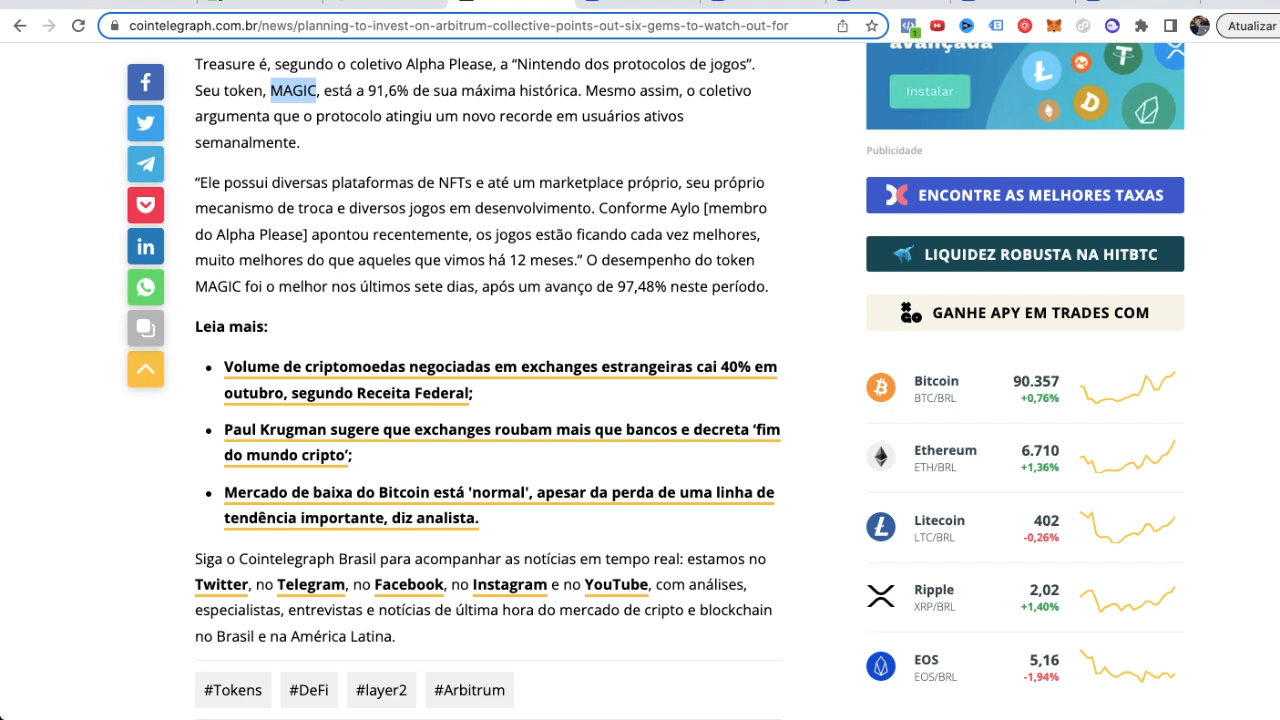 cointelegraph.com.br/news/planning-to-invest-on-arbitrum-collective-points-out-six-gems-to-watch-out-for
1
Atualizar
Treasure é, segundo o coletivo Alpha Please, a “Nintendo dos protocolos de jogos”.
Seu token, MAGIC, está a 91,6% de sua máxima histórica. Mesmo assim, o coletivo
argumenta que o protocolo atingiu um novo recorde em usuários ativos
semanalmente.
“Ele possui diversas plataformas de NFTs e até um marketplace próprio, seu próprio
mecanismo de troca e diversos jogos em desenvolvimento. Conforme Aylo [membro
do Alpha Please] apontou recentemente, os jogos estão ficando cada vez melhores,
muito melhores do que aqueles que vimos há 12 meses.” O desempenho do token
MAGIC foi o melhor nos últimos sete dias, após um avanço de 97,48% neste período.
Leia mais:
Volume de criptomoedas negociadas em exchanges estrangeiras cai 40% em
outubro, segundo Receita Federal;
Paul Krugman sugere que exchanges roubam mais que bancos e decreta ‘fim
do mundo cripto’;
Mercado de baixa do Bitcoin está 'normal', apesar da perda de uma linha de
tendência importante, diz analista.
Siga o Cointelegraph Brasil para acompanhar as notícias em tempo real: estamos no
Twitter, no Telegram, no Facebook, no Instagram e no YouTube, com análises,
especialistas, entrevistas e notícias de última hora do mercado de cripto e blockchain
no Brasil e na América Latina.
#Tokens #DeFi #layer2 #Arbitrum
avançada
Instalar
Publicidade
ENCONTRE AS MELHORES TAXAS
LIQUIDEZ ROBUSTA NA HITBTC
GANHE APY EM TRADES COM
Bitcoin 90.357
BTC/BRL +0,76%
Ethereum 6.710
ETH/BRL +1,36%
Litecoin 402
LTC/BRL -0,26%
Ripple 2,02
XRP/BRL +1,40%
EOS 5,16
EOS/BRL -1,94%